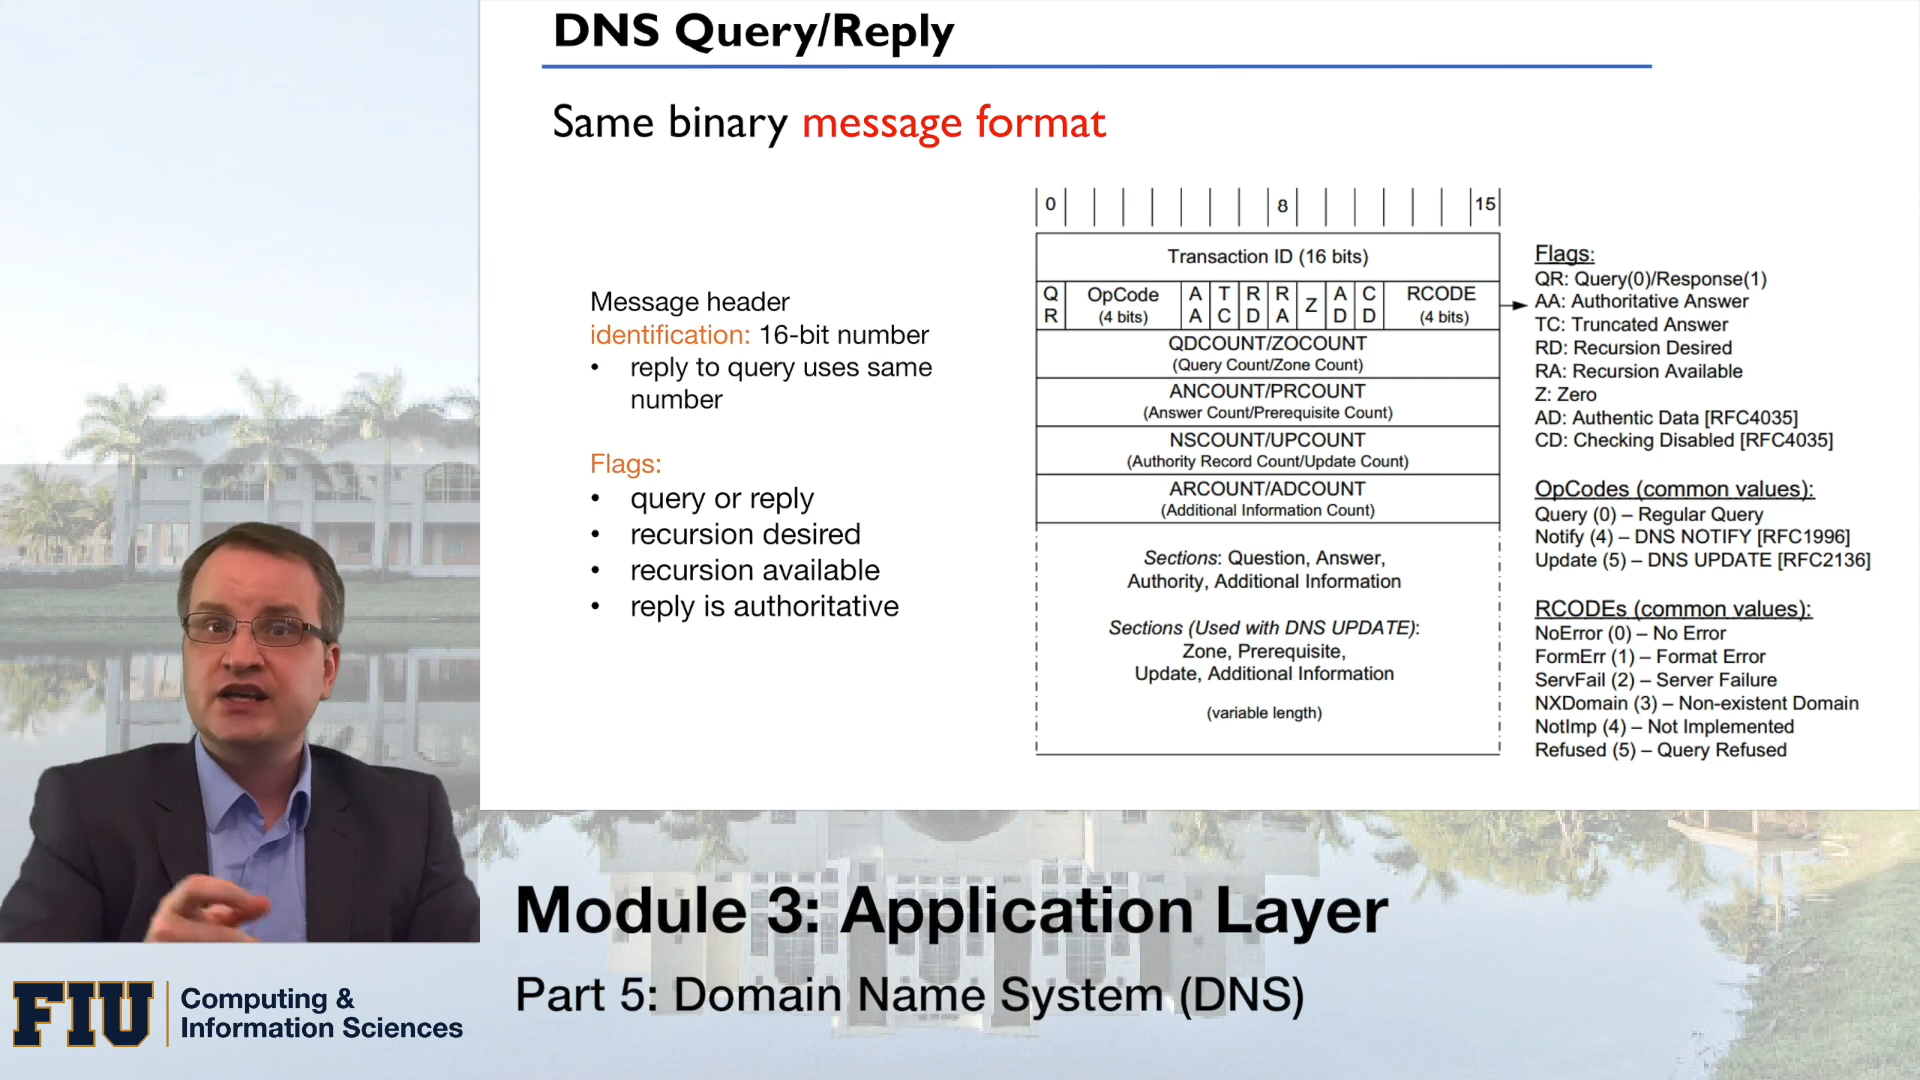 DNS Query/Reply
Same binary message format
Message header
identification: 16-bit number
• reply to query uses same
number
Flags:
• query or reply
• recursion desired
• recursion available
• reply is authoritative
0 8 15
Transaction ID (16 bits)
QR OpCode (4 bits) AA TC RD RA Z AD CD RCODE (4 bits)
QDCOUNT/ZOCOUNT
(Query Count/Zone Count)
ANCOUNT/PRCOUNT
(Answer Count/Prerequisite Count)
NSCOUNT/UPCOUNT
(Authority Record Count/Update Count)
ARCOUNT/ADCOUNT
(Additional Information Count)
Sections: Question, Answer,
Authority, Additional Information
Sections (Used with DNS UPDATE):
Zone, Prerequisite,
Update, Additional Information
(variable length)
Flags:
QR: Query(0)/Response(1)
AA: Authoritative Answer
TC: Truncated Answer
RD: Recursion Desired
RA: Recursion Available
Z: Zero
AD: Authentic Data [RFC4035]
CD: Checking Disabled [RFC4035]
OpCodes (common values):
Query (0) – Regular Query
Notify (4) – DNS NOTIFY [RFC1996]
Update (5) – DNS UPDATE [RFC2136]
RCODEs (common values):
NoError (0) – No Error
FormErr (1) – Format Error
ServFail (2) – Server Failure
NXDomain (3) – Non-existent Domain
NotImp (4) – Not Implemented
Refused (5) – Query Refused
Module 3: Application Layer
Part 5: Domain Name System (DNS)
FIU
Computing &
Information Sciences